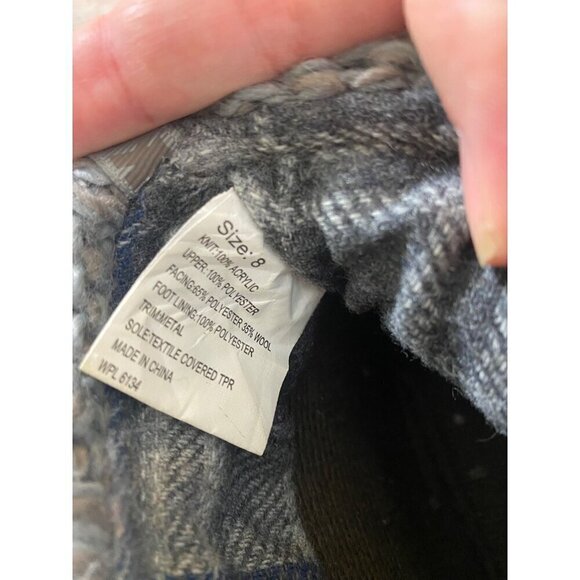 Size: 8
KNIT:100% ACRYLIC
UPPER:100% POLYESTER
FACING:65% POLYESTER 35% WOOL
FOOT LINING:100% POLYESTER
TRIM:METAL
SOLE:TEXTILE COVERED TPR
MADE IN CHINA
WPL 6134